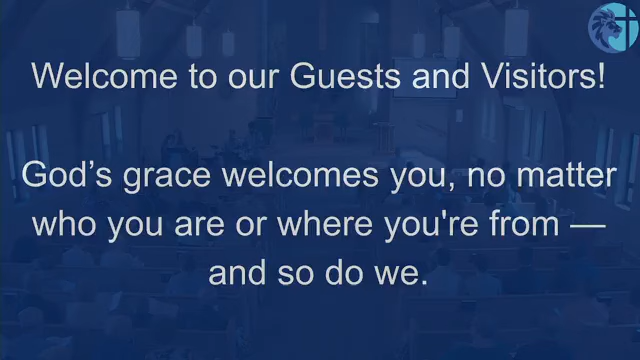 Welcome to our Guests and Visitors!
God’s grace welcomes you, no matter
who you are or where you're from —
and so do we.